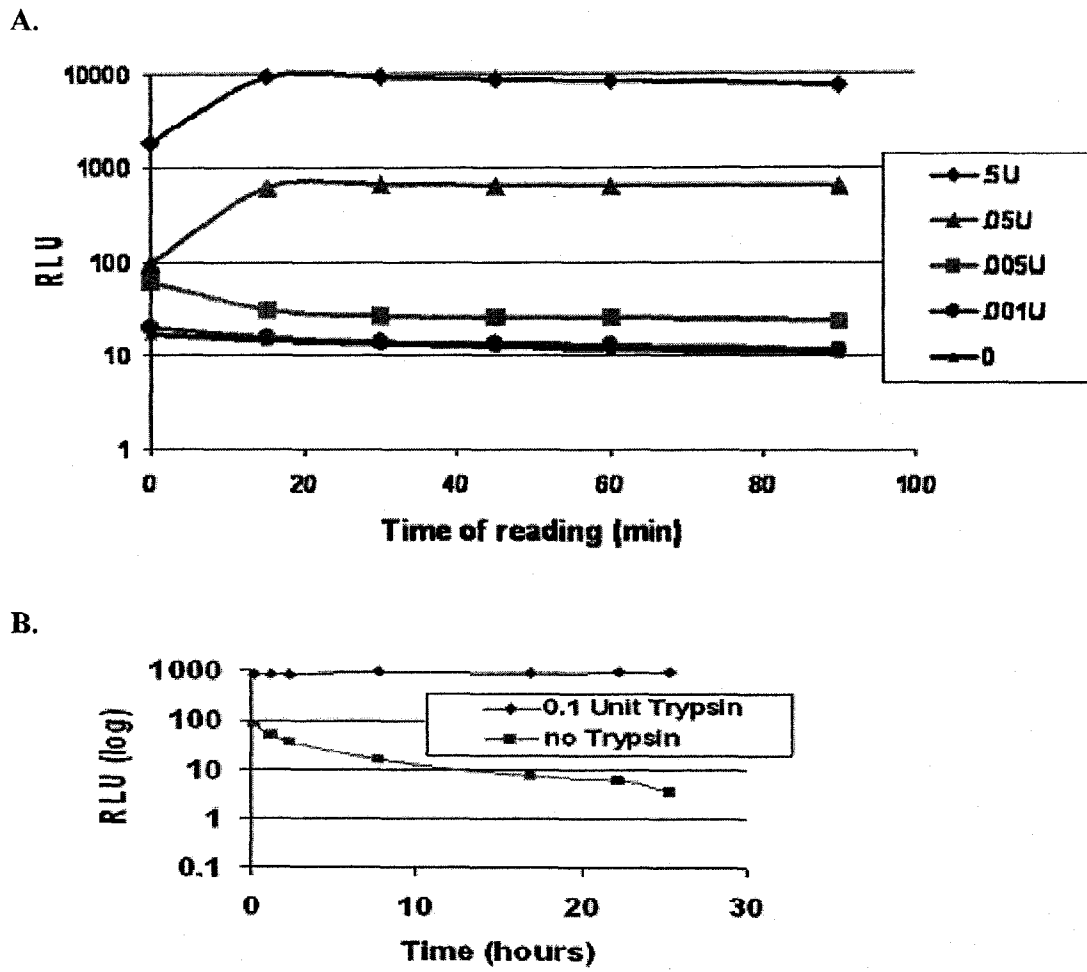 A.
10000
1000
100
10
1
RLU
0 20 40 60 80 100
Time of reading (min)
.5U
.05U
.005U
.001U
0
B.
1000
100
10
1
0.1
RLU (log)
0.1 Unit Trypsin
no Trypsin
0 10 20 30
Time (hours)